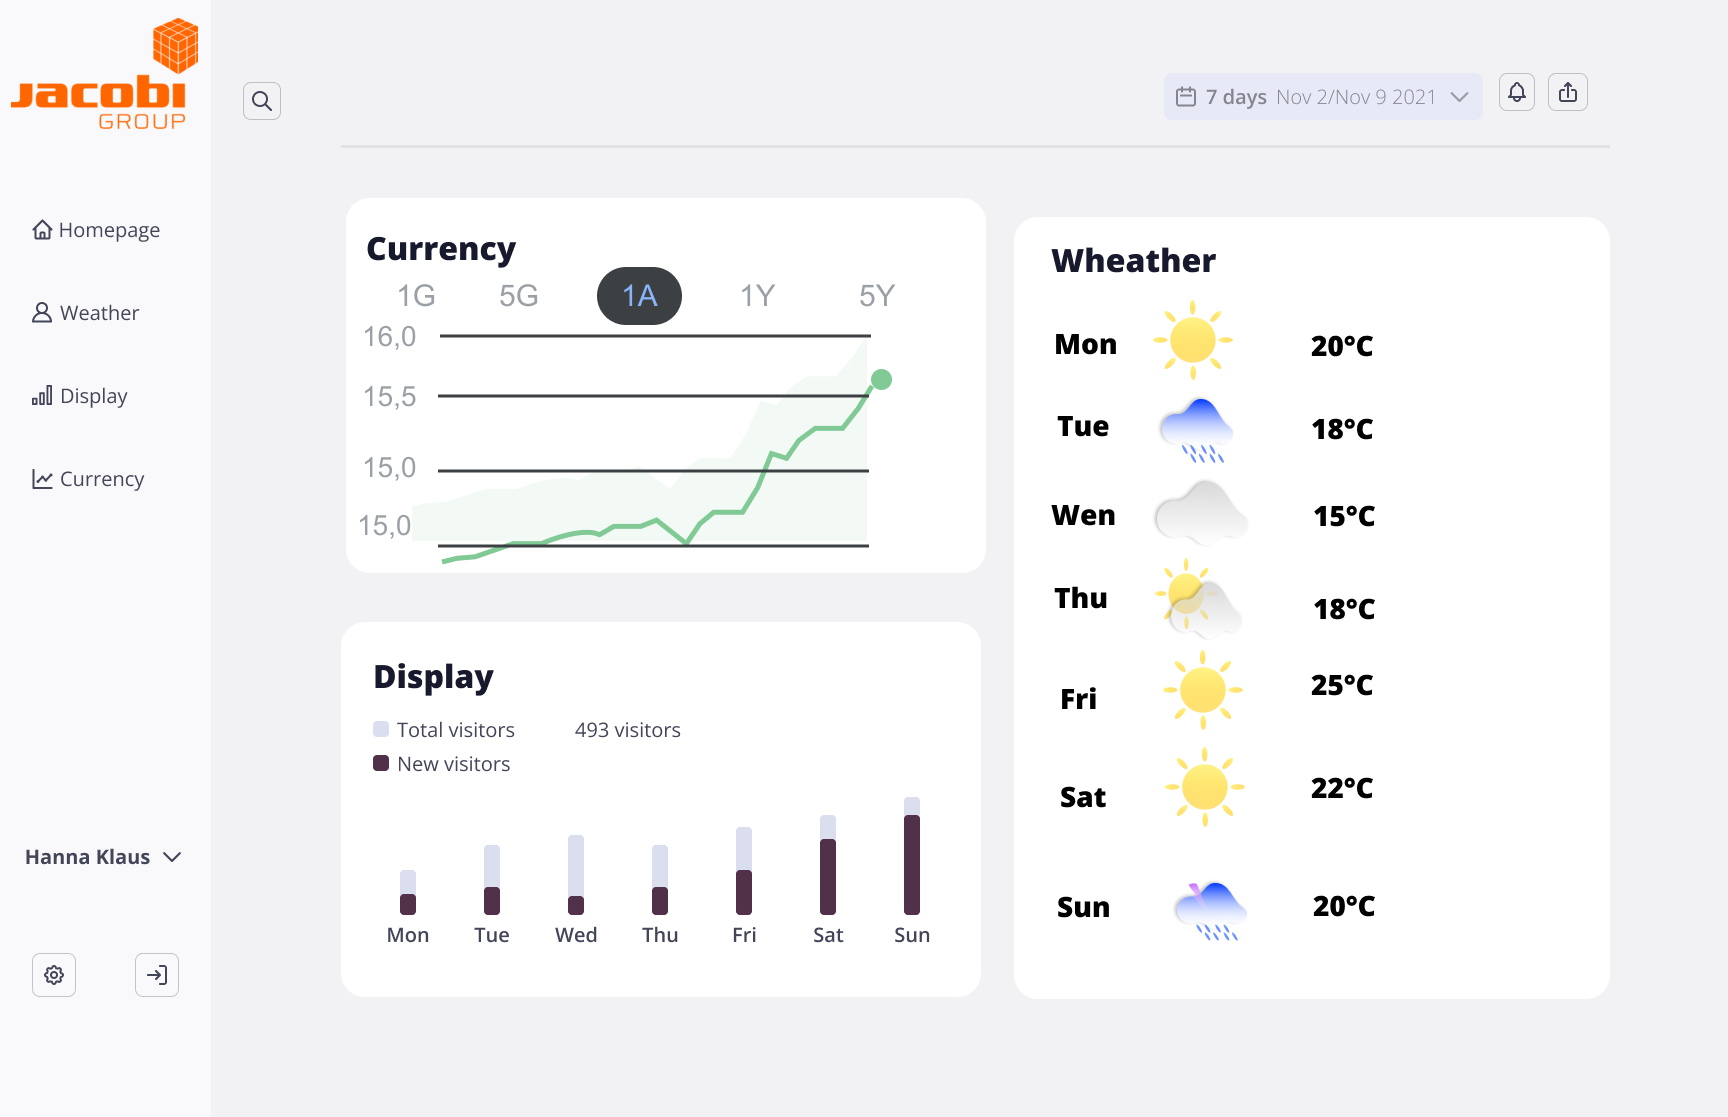 Jacobi
GROUP
7 days Nov 2/Nov 9 2021
Homepage
Weather
Display
Currency
Hanna Klaus
Currency
1G 5G 1A 1Y 5Y
16,0
15,5
15,0
15,0
Display
Total visitors 493 visitors
New visitors
Mon Tue Wed Thu Fri Sat Sun
Wheather
Mon 20°C
Tue 18°C
Wen 15°C
Thu 18°C
Fri 25°C
Sat 22°C
Sun 20°C